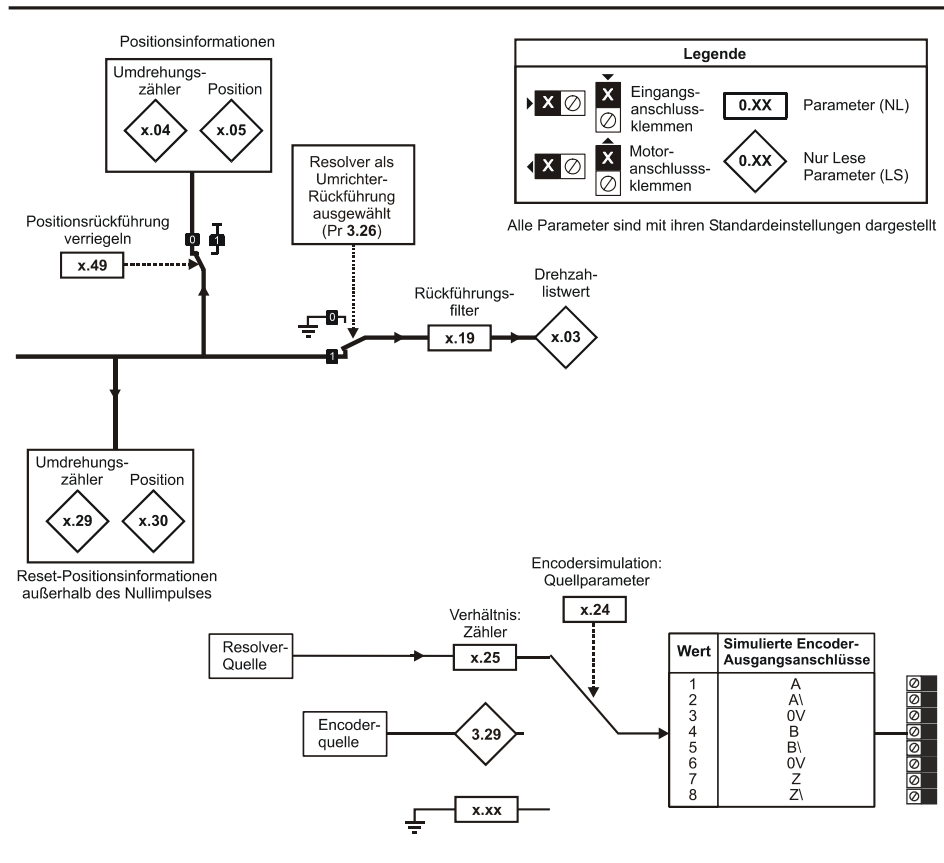 Positionsinformationen
Umdrehungs-
zähler
Position
x.04
x.05
Legende
X
X
Eingangs-
anschluss-
klemmen
0.XX
Parameter (NL)
X
X
Motor-
anschlusss-
klemmen
0.XX
Nur Lese
Parameter (LS)
Alle Parameter sind mit ihren Standardeinstellungen dargestellt
Resolver als
Umrichter-
Rückführung
ausgewählt
(Pr 3.26)
Positionsrückführung
verriegeln
0
1
x.49
Rückführungs-
filter
Drehzah-
listwert
0
1
x.19
x.03
Umdrehungs-
zähler
Position
x.29
x.30
Reset-Positionsinformationen
außerhalb des Nullimpulses
Encodersimulation:
Quellparameter
x.24
Verhältnis:
Zähler
Resolver-
Quelle
x.25
Encoder-
quelle
3.29
x.xx
Wert Simulierte Encoder-
Ausgangsanschlüsse
1 A
2 A\
3 0V
4 B
5 B\
6 0V
7 Z
8 Z\